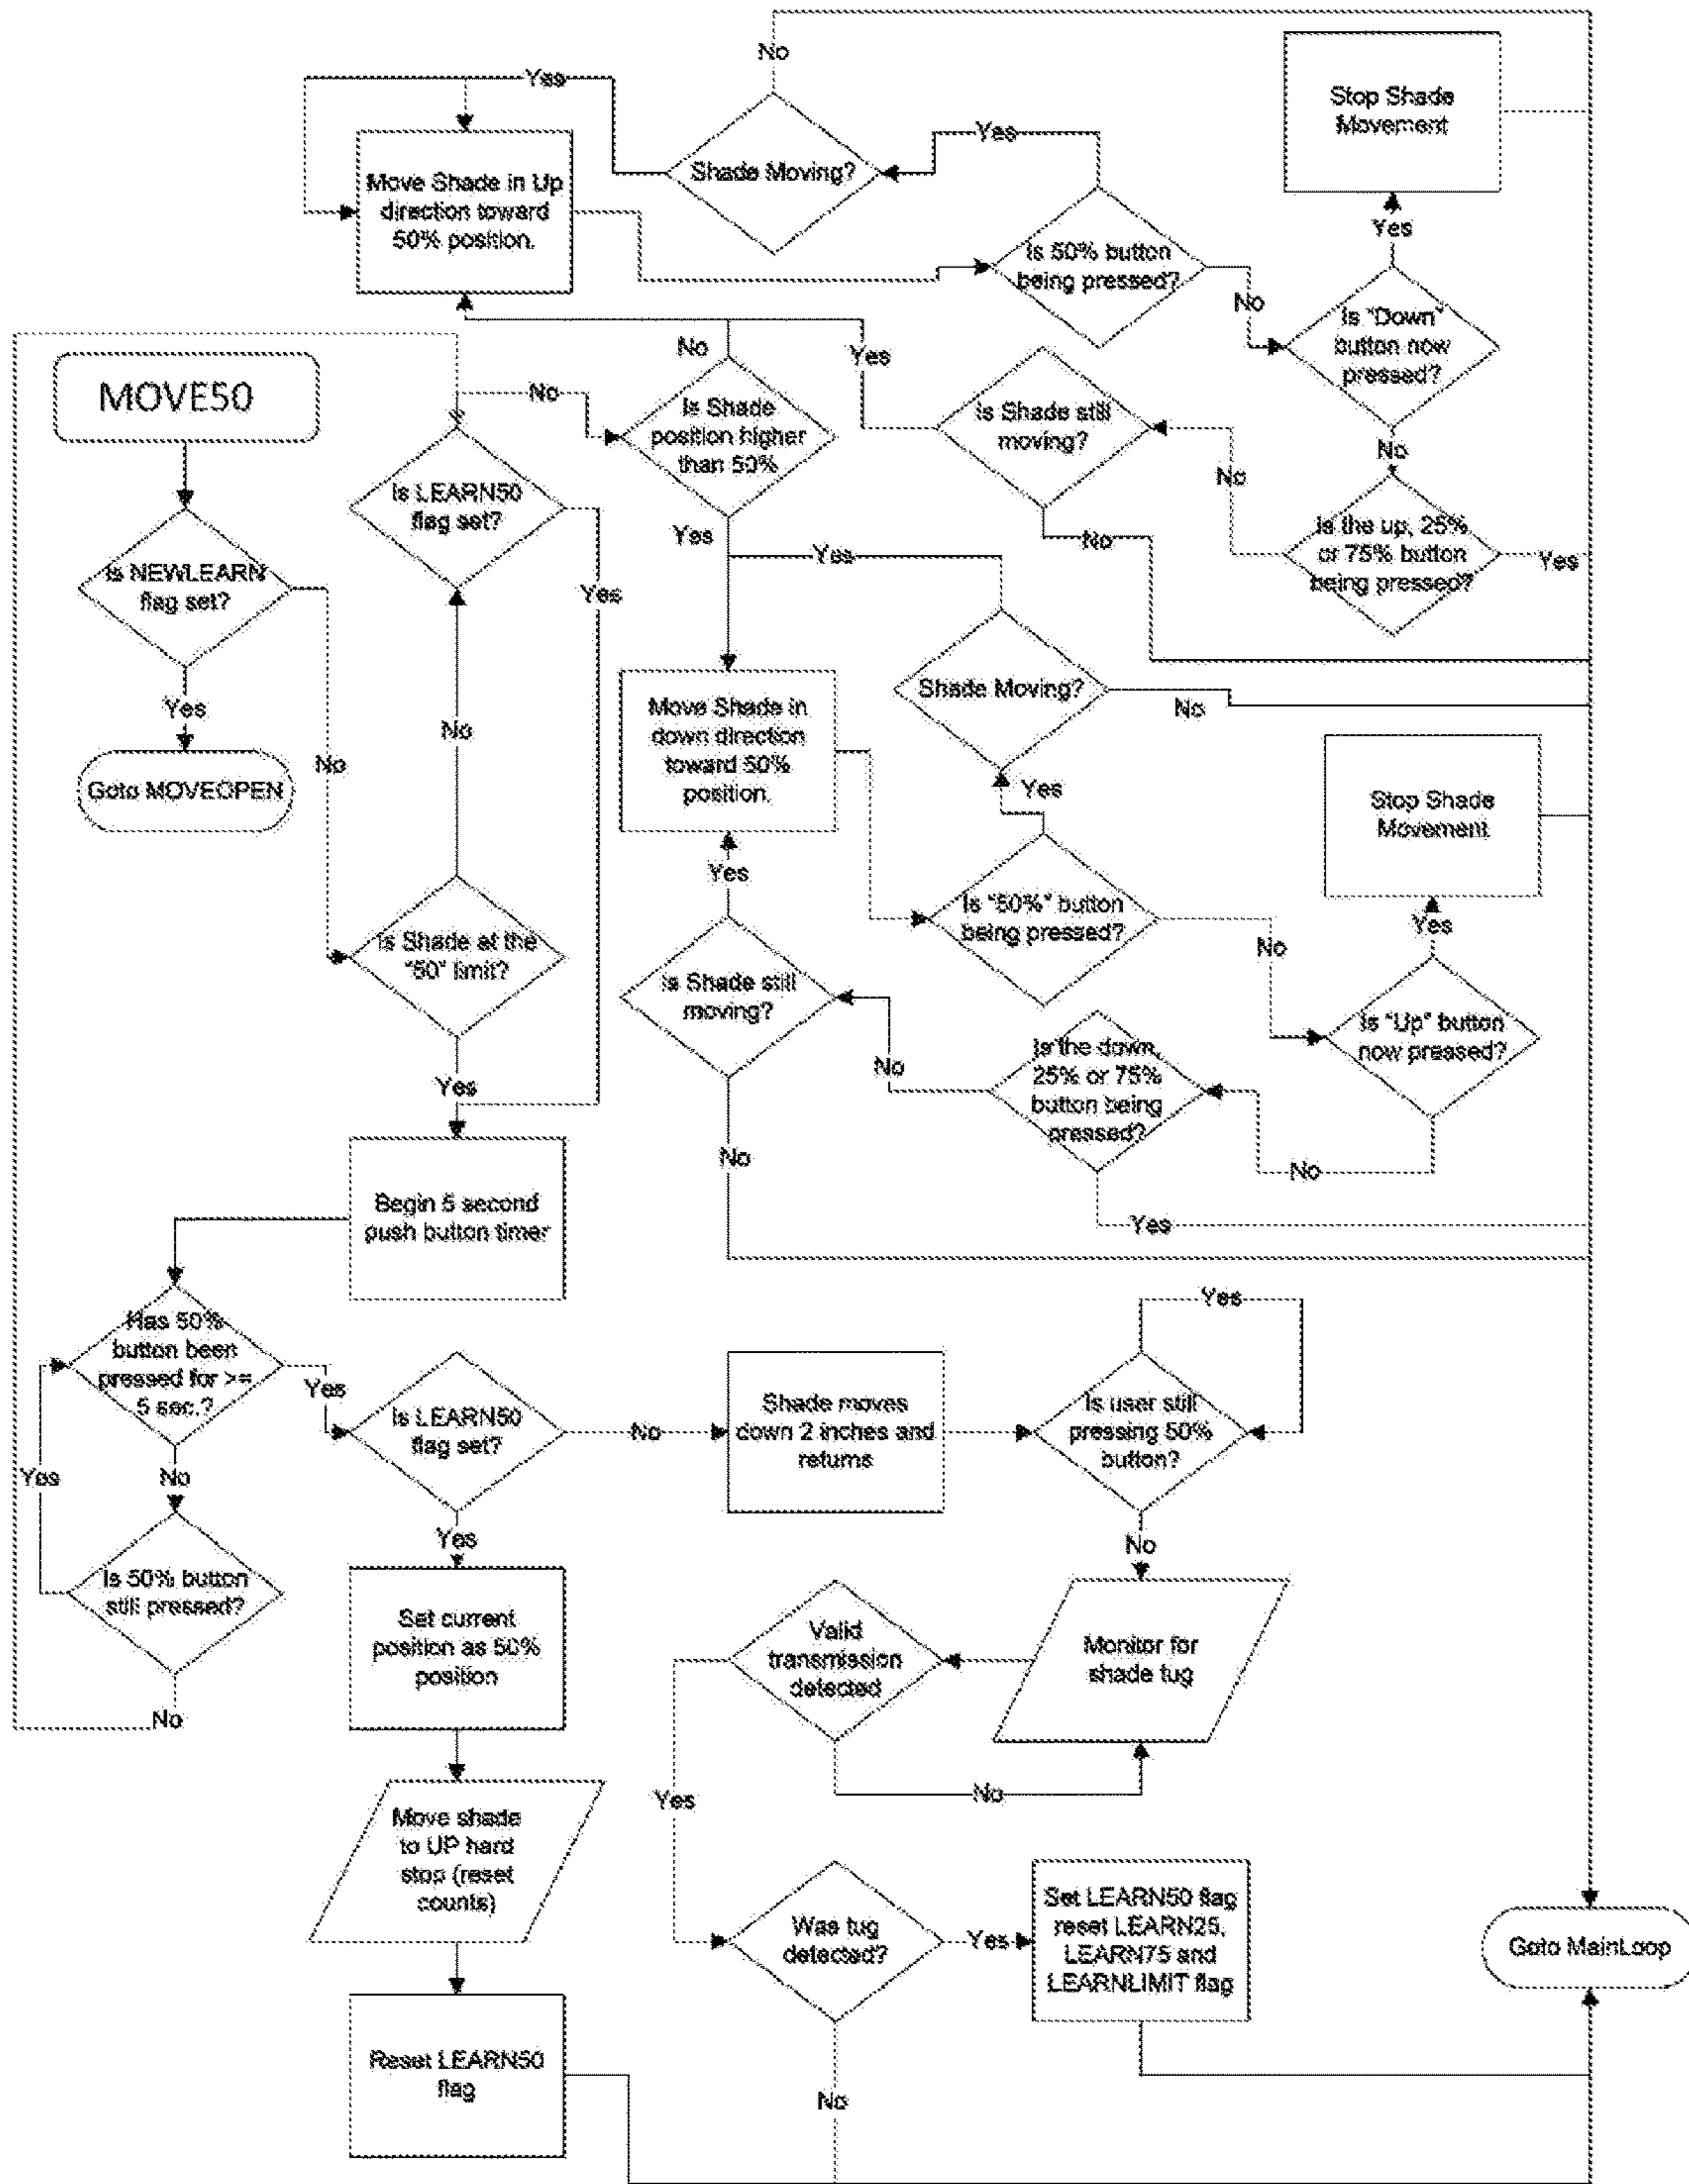 No
Yes
Stop Shade
Movement
Yes
Shade Moving?
Move Shade in Up
direction toward
50% position.
Yes
Is 50% button
being pressed?
No
Is "Down"
button now
pressed?
No
Yes
MOVE50
No
Is Shade
position higher
than 50%
Is Shade still
moving?
No
Is LEARN50
flag set?
No
Yes
Yes
No
Is the up, 25%
or 75% button
being pressed?
Yes
Is NEWLEARN
flag set?
Yes
Shade Moving?
No
Yes
Move Shade in
down direction
toward 50%
position.
No
No
Goto MOVEOPEN
Yes
Stop Shade
Movement
Yes
Is "50%" button
being pressed?
Yes
No
Is Shade at the
"50" limit?
Is Shade still
moving?
Is "Up" button
now pressed?
Is the down,
25% or 75%
button being
pressed?
No
Yes
No
No
Begin 5 second
push button timer
Yes
Yes
Has 50%
button been
pressed for >=
5 sec.?
Yes
Is LEARN50
flag set?
No
Shade moves
down 2 inches and
returns
Is user still
pressing 50%
button?
Yes
No
Yes
No
Is 50% button
still pressed?
Set current
position as 50%
position
Valid
transmission
detected
Monitor for
shade tug
No
No
Yes
Move shade
to UP hard
stop (reset
counts)
Was tug
detected?
Yes
Set LEARN50 flag
reset LEARN25,
LEARN75 and
LEARNLIMIT flag
Goto MainLoop
Reset LEARN50
flag
No